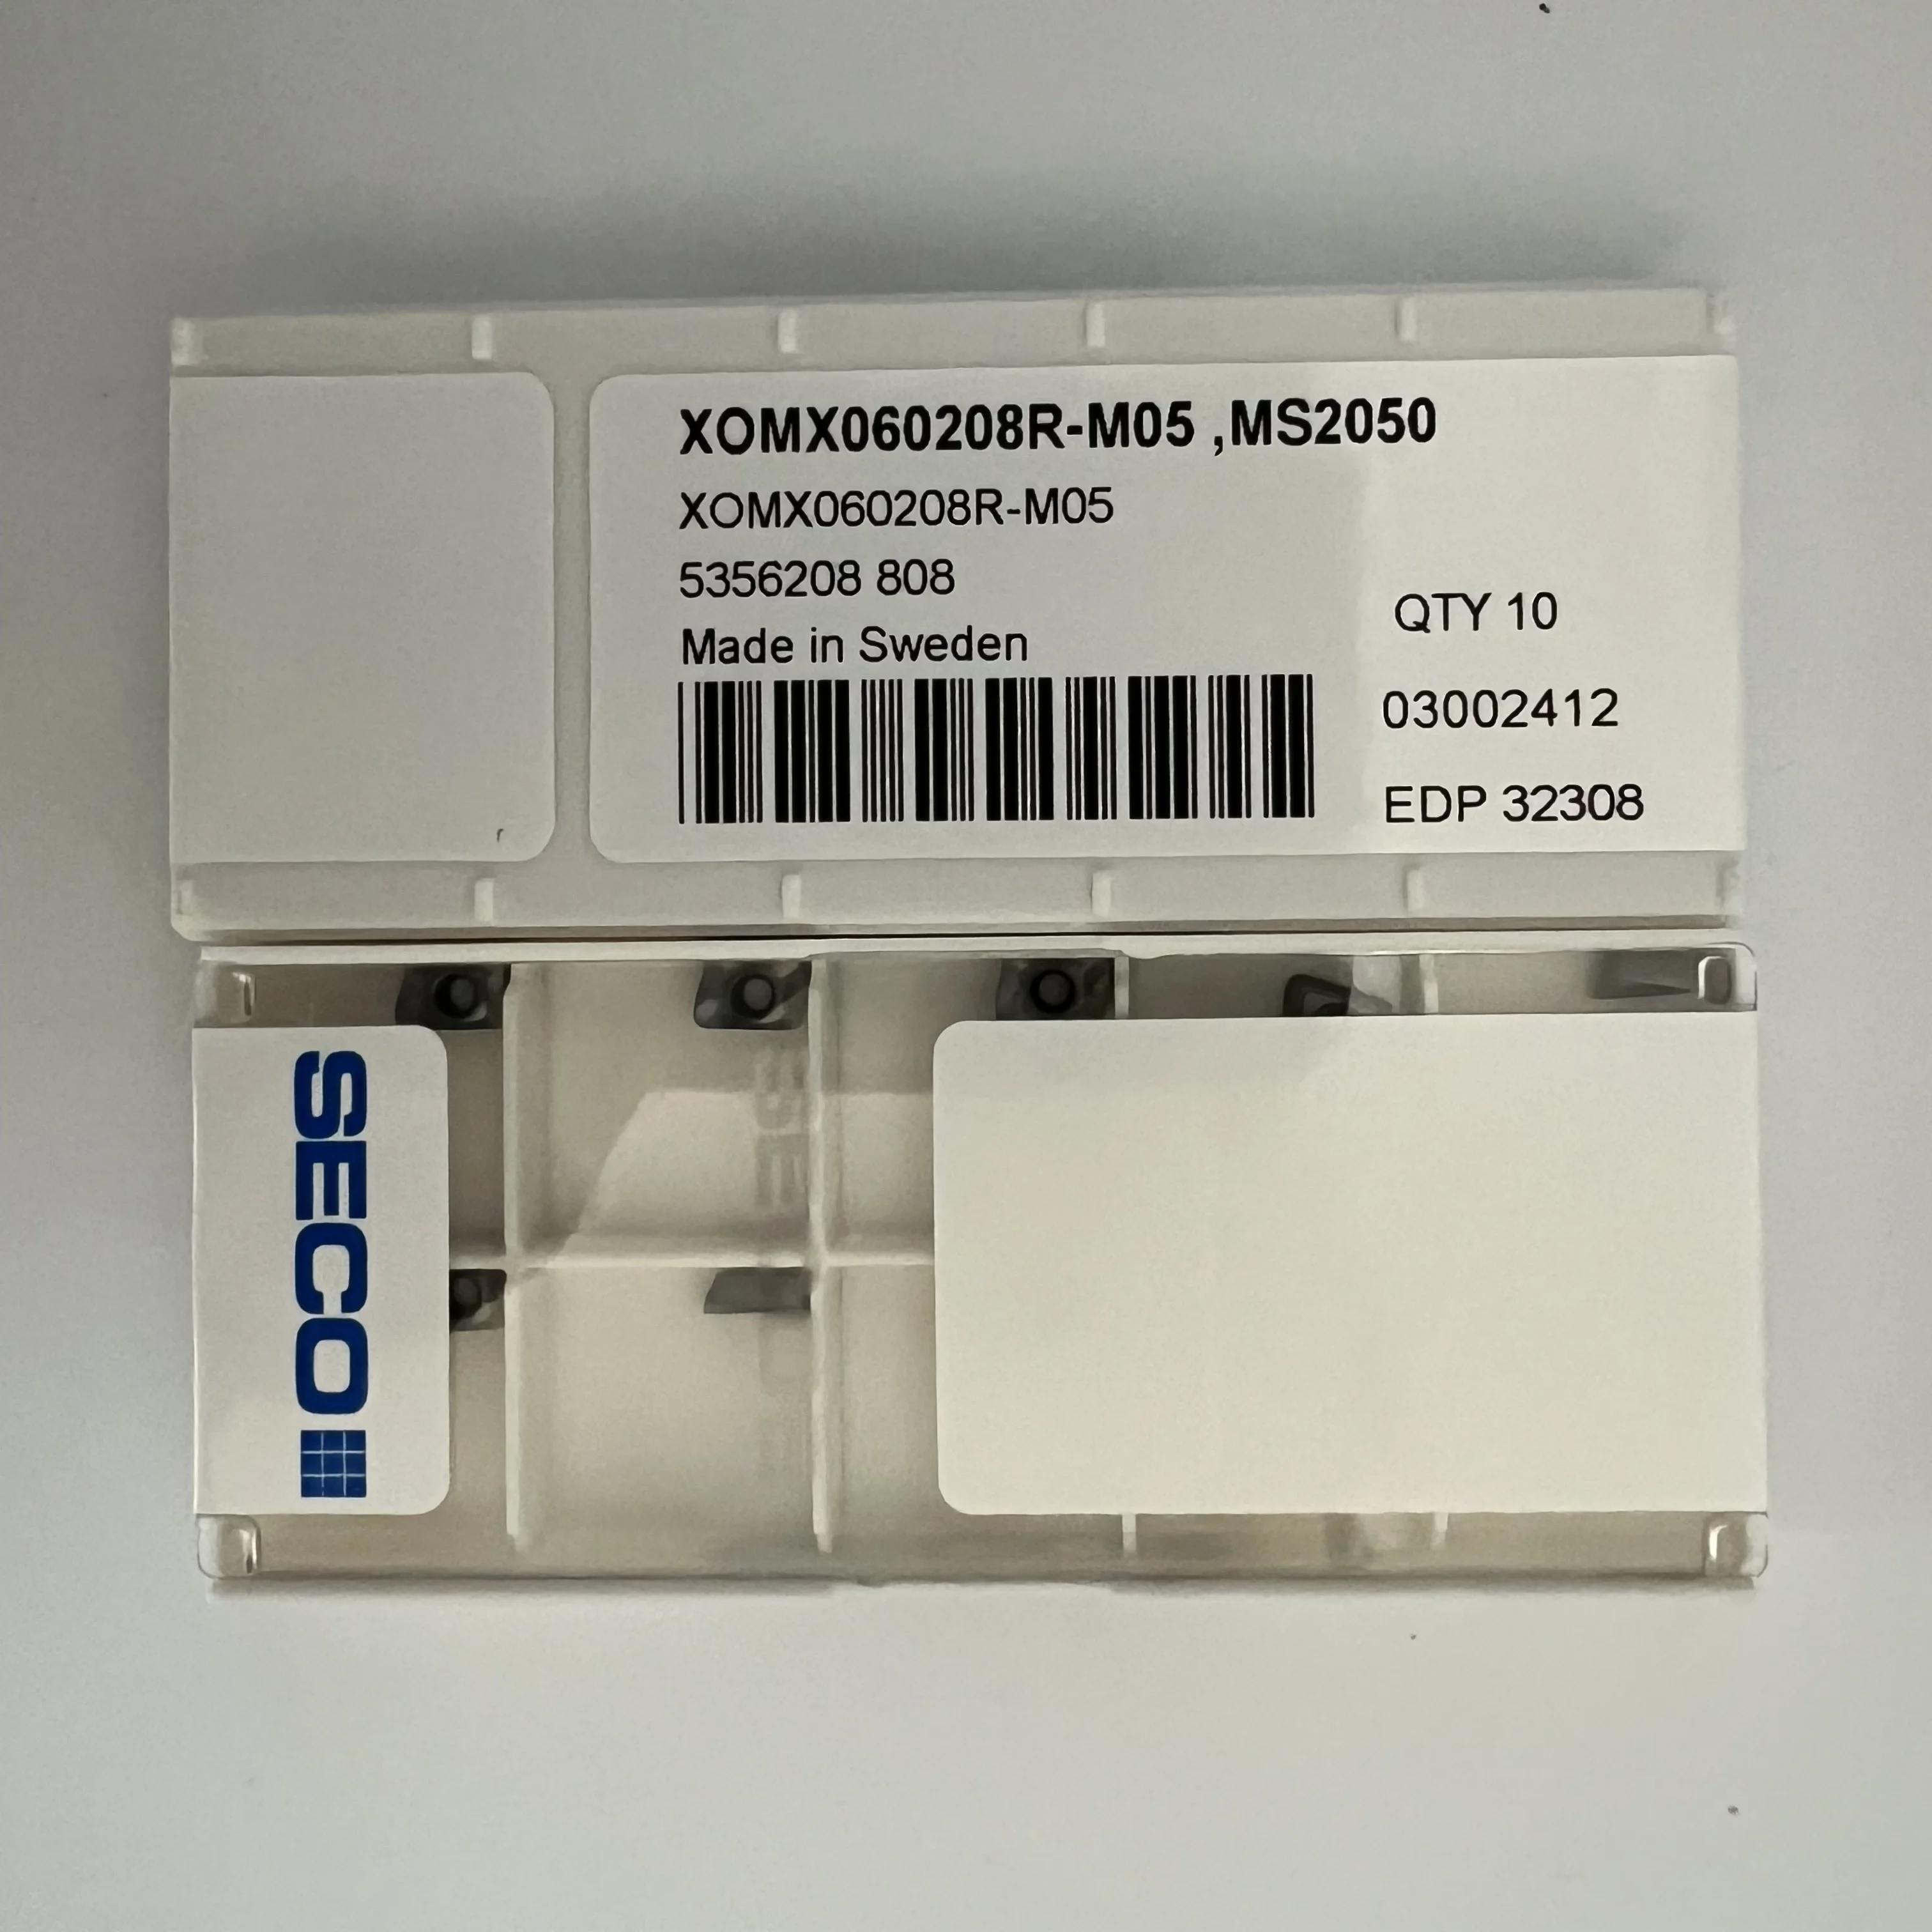 XOMX060208R-M05 ,MS2050
XOMX060208R-M05
5356208 808
Made in Sweden
QTY 10
03002412
EDP 32308
SECO